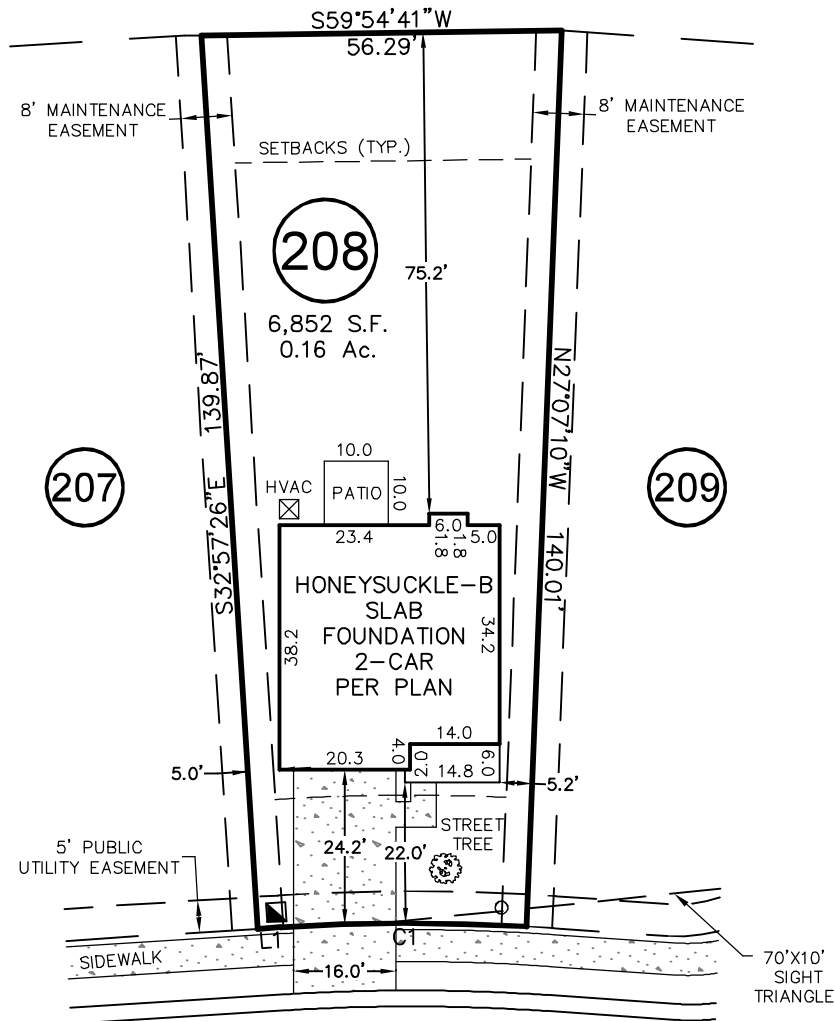 S59°54'41"W
56.29'
8' MAINTENANCE
EASEMENT
8' MAINTENANCE
EASEMENT
SETBACKS (TYP.)
208
6,852 S.F.
0.16 Ac.
75.2'
139.87'
S32°57'26"E
N27°07'10"W
140.01'
207
209
10.0
10.0
HVAC
PATIO
23.4
6.0
1.8
1.8
5.0
HONEYSUCKLE-B
SLAB
FOUNDATION
2-CAR
PER PLAN
38.2
34.2
14.0
4.0
20.3
2.0
14.8
6.0
5.0'
5.2'
24.2'
22.0'
STREET
TREE
5' PUBLIC
UTILITY EASEMENT
L1
C1
SIDEWALK
16.0'
70'X10'
SIGHT
TRIANGLE